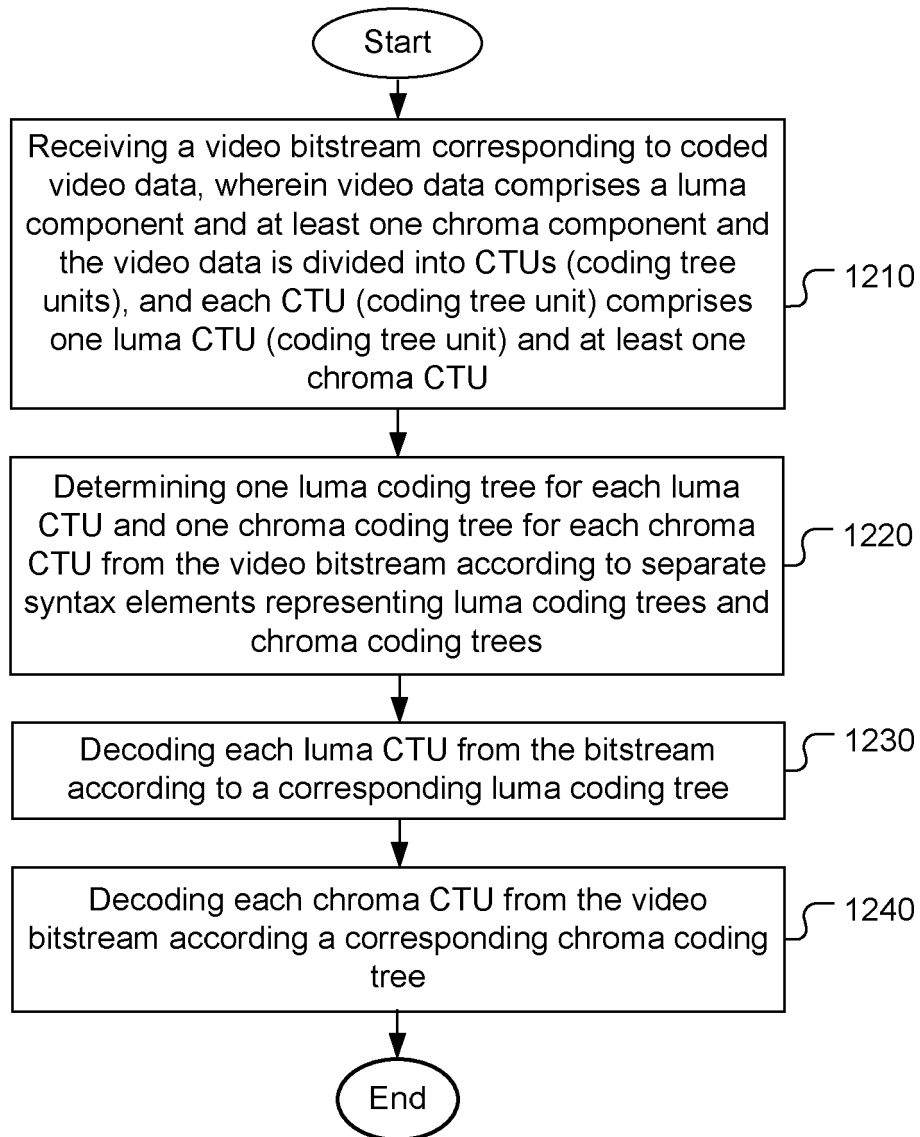 Start
Receiving a video bitstream corresponding to coded
video data, wherein video data comprises a luma
component and at least one chroma component and
the video data is divided into CTUs (coding tree
units), and each CTU (coding tree unit) comprises
one luma CTU (coding tree unit) and at least one
chroma CTU
1210
Determining one luma coding tree for each luma
CTU and one chroma coding tree for each chroma
CTU from the video bitstream according to separate
syntax elements representing luma coding trees and
chroma coding trees
1220
Decoding each luma CTU from the bitstream
according to a corresponding luma coding tree
1230
Decoding each chroma CTU from the video
bitstream according a corresponding chroma coding
tree
1240
End